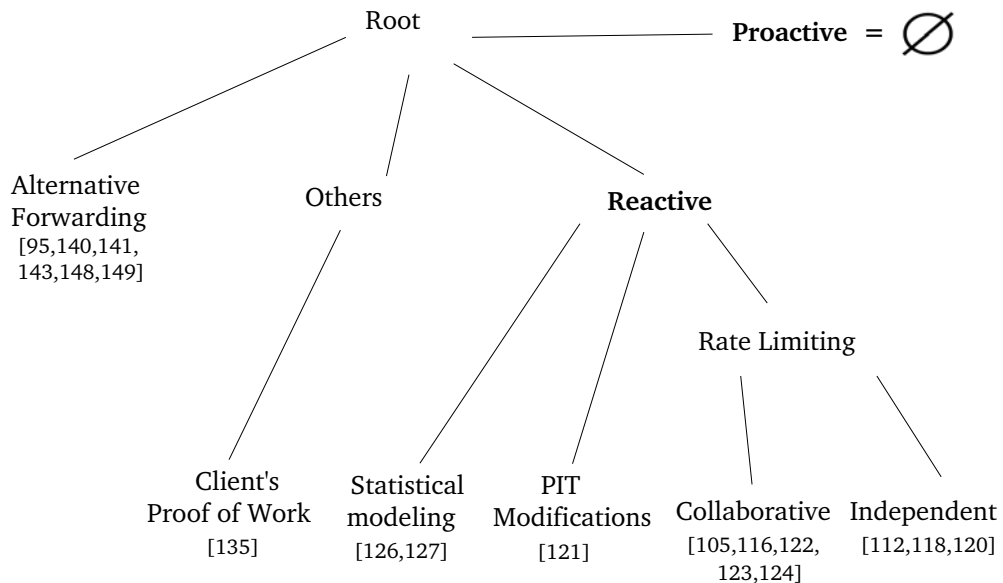 Root
Proactive = ∅
Alternative
Forwarding
[95,140,141,
143,148,149]
Others
Reactive
Rate Limiting
Client's
Proof of Work
[135]
Statistical
modeling
[126,127]
PIT
Modifications
[121]
Collaborative
[105,116,122,
123,124]
Independent
[112,118,120]